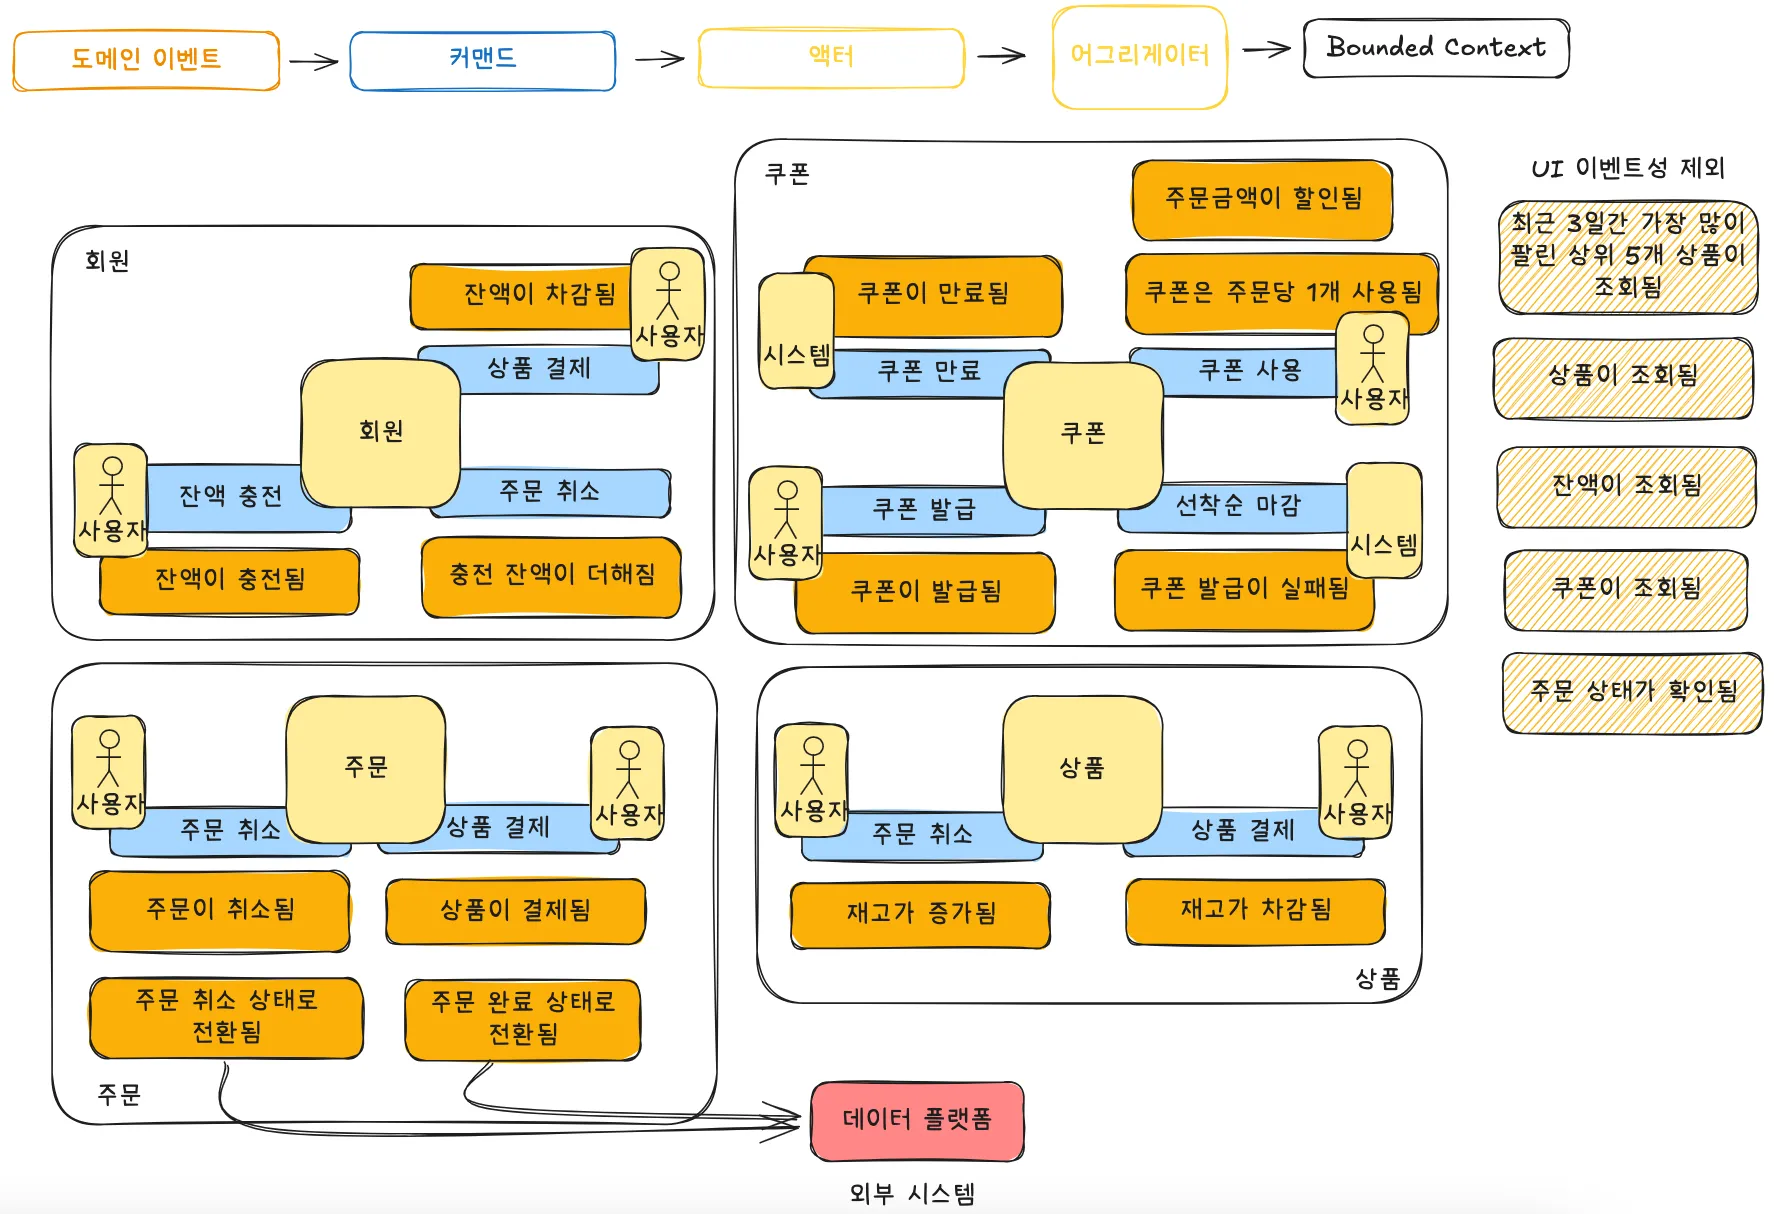 도메인 이벤트
커맨드
액터
어그리게이터
Bounded Context
회원
잔액이 차감됨
사용자
상품 결제
회원
사용자
잔액 충전
주문 취소
잔액이 충전됨
충전 잔액이 더해짐
쿠폰
주문금액이 할인됨
쿠폰이 만료됨
쿠폰은 주문당 1개 사용됨
시스템
쿠폰 만료
쿠폰 사용
사용자
쿠폰
사용자
쿠폰 발급
선착순 마감
시스템
쿠폰이 발급됨
쿠폰 발급이 실패됨
UI 이벤트성 제외
최근 3일간 가장 많이
팔린 상위 5개 상품이
조회됨
상품이 조회됨
잔액이 조회됨
쿠폰이 조회됨
주문 상태가 확인됨
사용자
주문
사용자
주문 취소
상품 결제
주문이 취소됨
상품이 결제됨
주문 취소 상태로
전환됨
주문 완료 상태로
전환됨
주문
사용자
상품
사용자
주문 취소
상품 결제
재고가 증가됨
재고가 차감됨
상품
데이터 플랫폼
외부 시스템